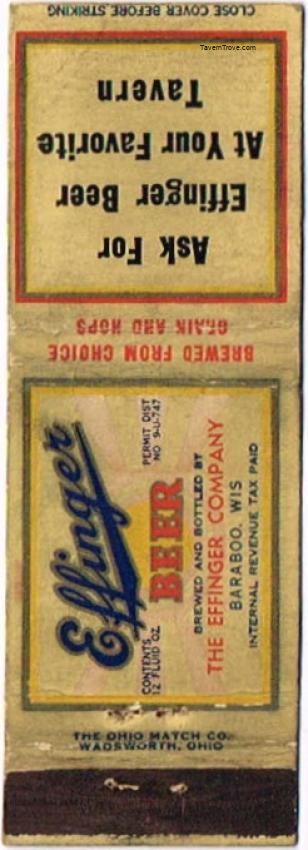 CLOSE COVER BEFORE STRIKING
TavernTrove.com
Ask For
Effinger Beer
At Your Favorite
Tavern
BREWED FROM CHOICE
GRAIN AND HOPS
Effinger
CONTENTS
12 FLUID OZ.
BEER
PERMIT DIST
NO 9-U-747
BREWED AND BOTTLED BY
THE EFFINGER COMPANY
BARABOO, WIS
INTERNAL REVENUE TAX PAID
THE OHIO MATCH CO.
WADSWORTH, OHIO